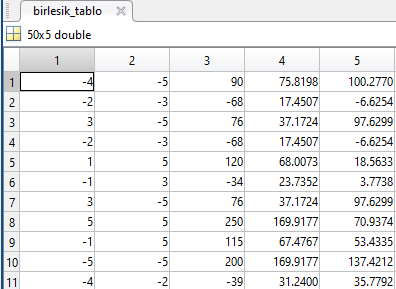 birlesik_tablo
50x5 double
1 2 3 4 5
1 -4 -5 90 75.8198 100.2770
2 -2 -3 -68 17.4507 -6.6254
3 3 -5 76 37.1724 97.6299
4 -2 -3 -68 17.4507 -6.6254
5 1 5 120 68.0073 18.5633
6 -1 3 -34 23.7352 3.7738
7 3 -5 76 37.1724 97.6299
8 5 5 250 169.9177 70.9374
9 -1 5 115 67.4767 53.4335
10 -5 -5 200 169.9177 137.4212
11 -4 -2 -39 31.2400 35.7792